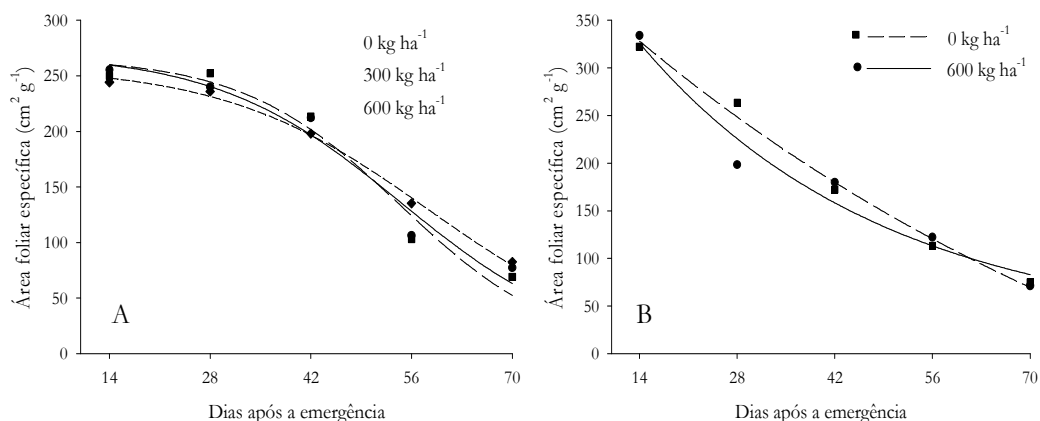 Área foliar específica (cm² g⁻¹)
300
250
200
150
100
50
0
0 kg ha⁻¹
300 kg ha⁻¹
600 kg ha⁻¹
A
14 28 42 56 70
Dias após a emergência
Área foliar específica (cm² g⁻¹)
350
300
250
200
150
100
50
0
0 kg ha⁻¹
600 kg ha⁻¹
B
14 28 42 56 70
Dias após a emergência